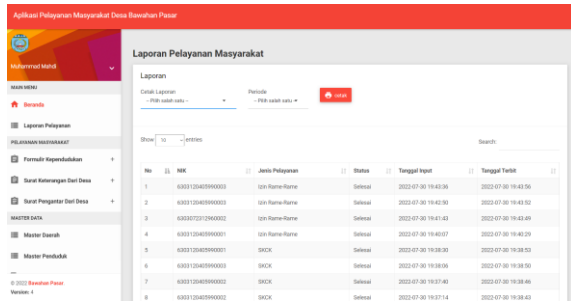 Aplikasi Pelayanan Masyarakat Desa Bawahan Pasar
Muhammad Mahdi
MAIN MENU
Beranda
Laporan Pelayanan
PELAYANAN MASYARAKAT
Formulir Kependudukan +
Surat Keterangan Dari Desa +
Surat Pengantar Dari Desa +
MASTER DATA
Master Daerah
Master Penduduk
© 2022 Bawahan Pasar.
Version: 4
Laporan Pelayanan Masyarakat
Laporan
Cetak Laporan Periode
-- Pilih salah satu -- -- Pilih salah satu -- cetak
Show 10 entries Search:
No NIK Jenis Pelayanan Status Tanggal Input Tanggal Terbit
1 6303120405990003 Izin Rame-Rame Selesai 2022-07-30 19:43:36 2022-07-30 19:43:56
2 6303120405990003 Izin Rame-Rame Selesai 2022-07-30 19:42:50 2022-07-30 19:43:52
3 6303072312960002 Izin Rame-Rame Selesai 2022-07-30 19:41:43 2022-07-30 19:43:49
4 6303120405990001 Izin Rame-Rame Selesai 2022-07-30 19:40:07 2022-07-30 19:40:29
5 6303120405990001 SKCK Selesai 2022-07-30 19:38:30 2022-07-30 19:38:53
6 6303120405990003 SKCK Selesai 2022-07-30 19:38:06 2022-07-30 19:38:50
7 6303120405990002 SKCK Selesai 2022-07-30 19:37:40 2022-07-30 19:38:46
8 6303120405990002 SKCK Selesai 2022-07-30 19:37:14 2022-07-30 19:38:43